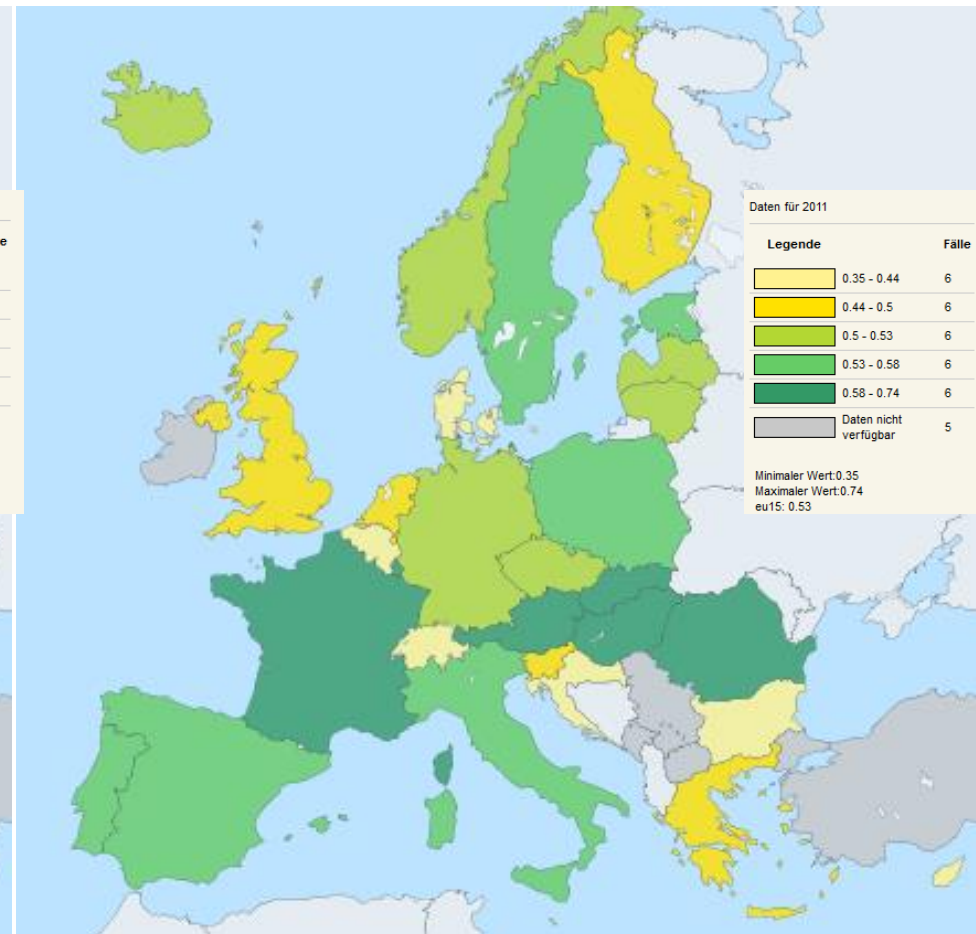 e
Daten für 2011
Legende Fälle
0.35 - 0.44 6
0.44 - 0.5 6
0.5 - 0.53 6
0.53 - 0.58 6
0.58 - 0.74 6
Daten nicht
verfügbar 5
Minimaler Wert:0.35
Maximaler Wert:0.74
eu15: 0.53